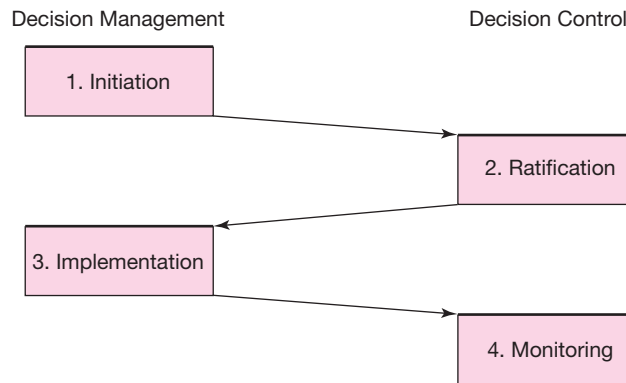 Decision Management
Decision Control
1. Initiation
2. Ratification
3. Implementation
4. Monitoring